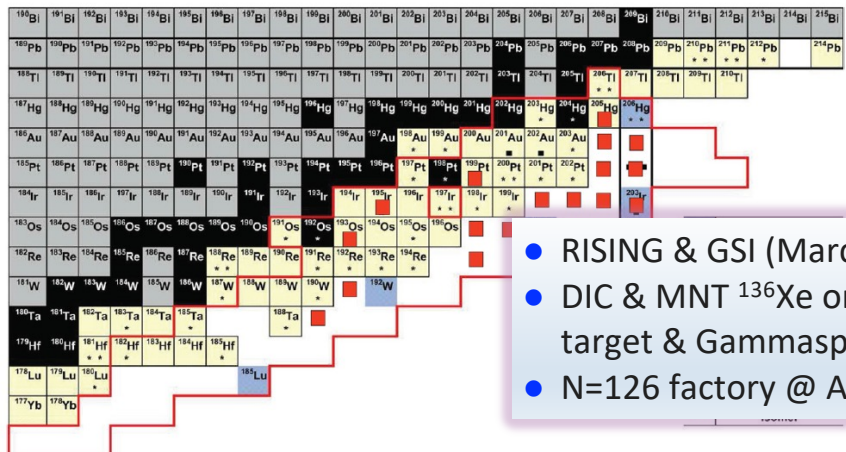 190Bi 191Bi 192Bi 193Bi 194Bi 195Bi 196Bi 197Bi 198Bi 199Bi 200Bi 201Bi 202Bi 203Bi 204Bi 205Bi 206Bi 207Bi 208Bi 209Bi 210Bi 211Bi 212Bi 213Bi 214Bi 215Bi
189Pb 190Pb 191Pb 192Pb 193Pb 194Pb 195Pb 196Pb 197Pb 198Pb 199Pb 200Pb 201Pb 202Pb 203Pb 204Pb 205Pb 206Pb 207Pb 208Pb 209Pb 210Pb 211Pb 212Pb 214Pb
188Tl 189Tl 190Tl 191Tl 192Tl 193Tl 194Tl 195Tl 196Tl 197Tl 198Tl 199Tl 200Tl 201Tl 202Tl 203Tl 204Tl 205Tl 206Tl 207Tl 208Tl 209Tl 210Tl
187Hg 188Hg 189Hg 190Hg 191Hg 192Hg 193Hg 194Hg 195Hg 196Hg 197Hg 198Hg 199Hg 200Hg 201Hg 202Hg 203Hg 204Hg 205Hg 206Hg
186Au 187Au 188Au 189Au 190Au 191Au 192Au 193Au 194Au 195Au 196Au 197Au 198Au 199Au 200Au 201Au 202Au 203Au
185Pt 186Pt 187Pt 188Pt 189Pt 190Pt 191Pt 192Pt 193Pt 194Pt 195Pt 196Pt 197Pt 198Pt 199Pt 200Pt 201Pt 202Pt
184Ir 185Ir 186Ir 187Ir 188Ir 189Ir 190Ir 191Ir 192Ir 193Ir 194Ir 195Ir 196Ir 197Ir 198Ir 199Ir 203Ir
183Os 184Os 185Os 186Os 187Os 188Os 189Os 190Os 191Os 192Os 193Os 194Os 195Os 196Os
182Re 183Re 184Re 185Re 186Re 187Re 188Re 189Re 190Re 191Re 192Re 193Re 194Re
181W 182W 183W 184W 185W 186W 187W 188W 189W 190W 192W
180Ta 181Ta 182Ta 183Ta 184Ta 185Ta 188Ta
179Hf 180Hf 181Hf 182Hf 183Hf 184Hf 185Hf
178Lu 179Lu 180Lu 185Lu
177Yb 178Yb
● RISING & GSI (Marc
● DIC & MNT 136Xe on
target & Gammasp
● N=126 factory @ A